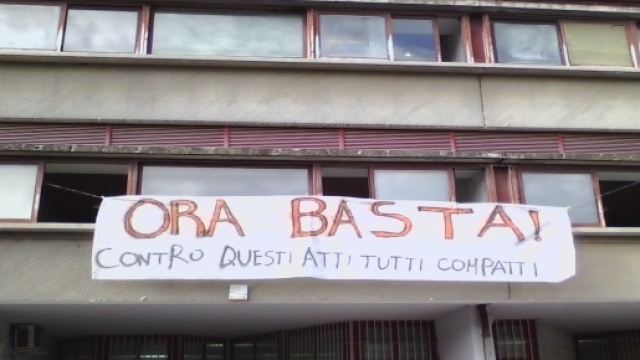 ORA BASTA!
CONTRO QUESTI ATTI TUTTI COMPATTI